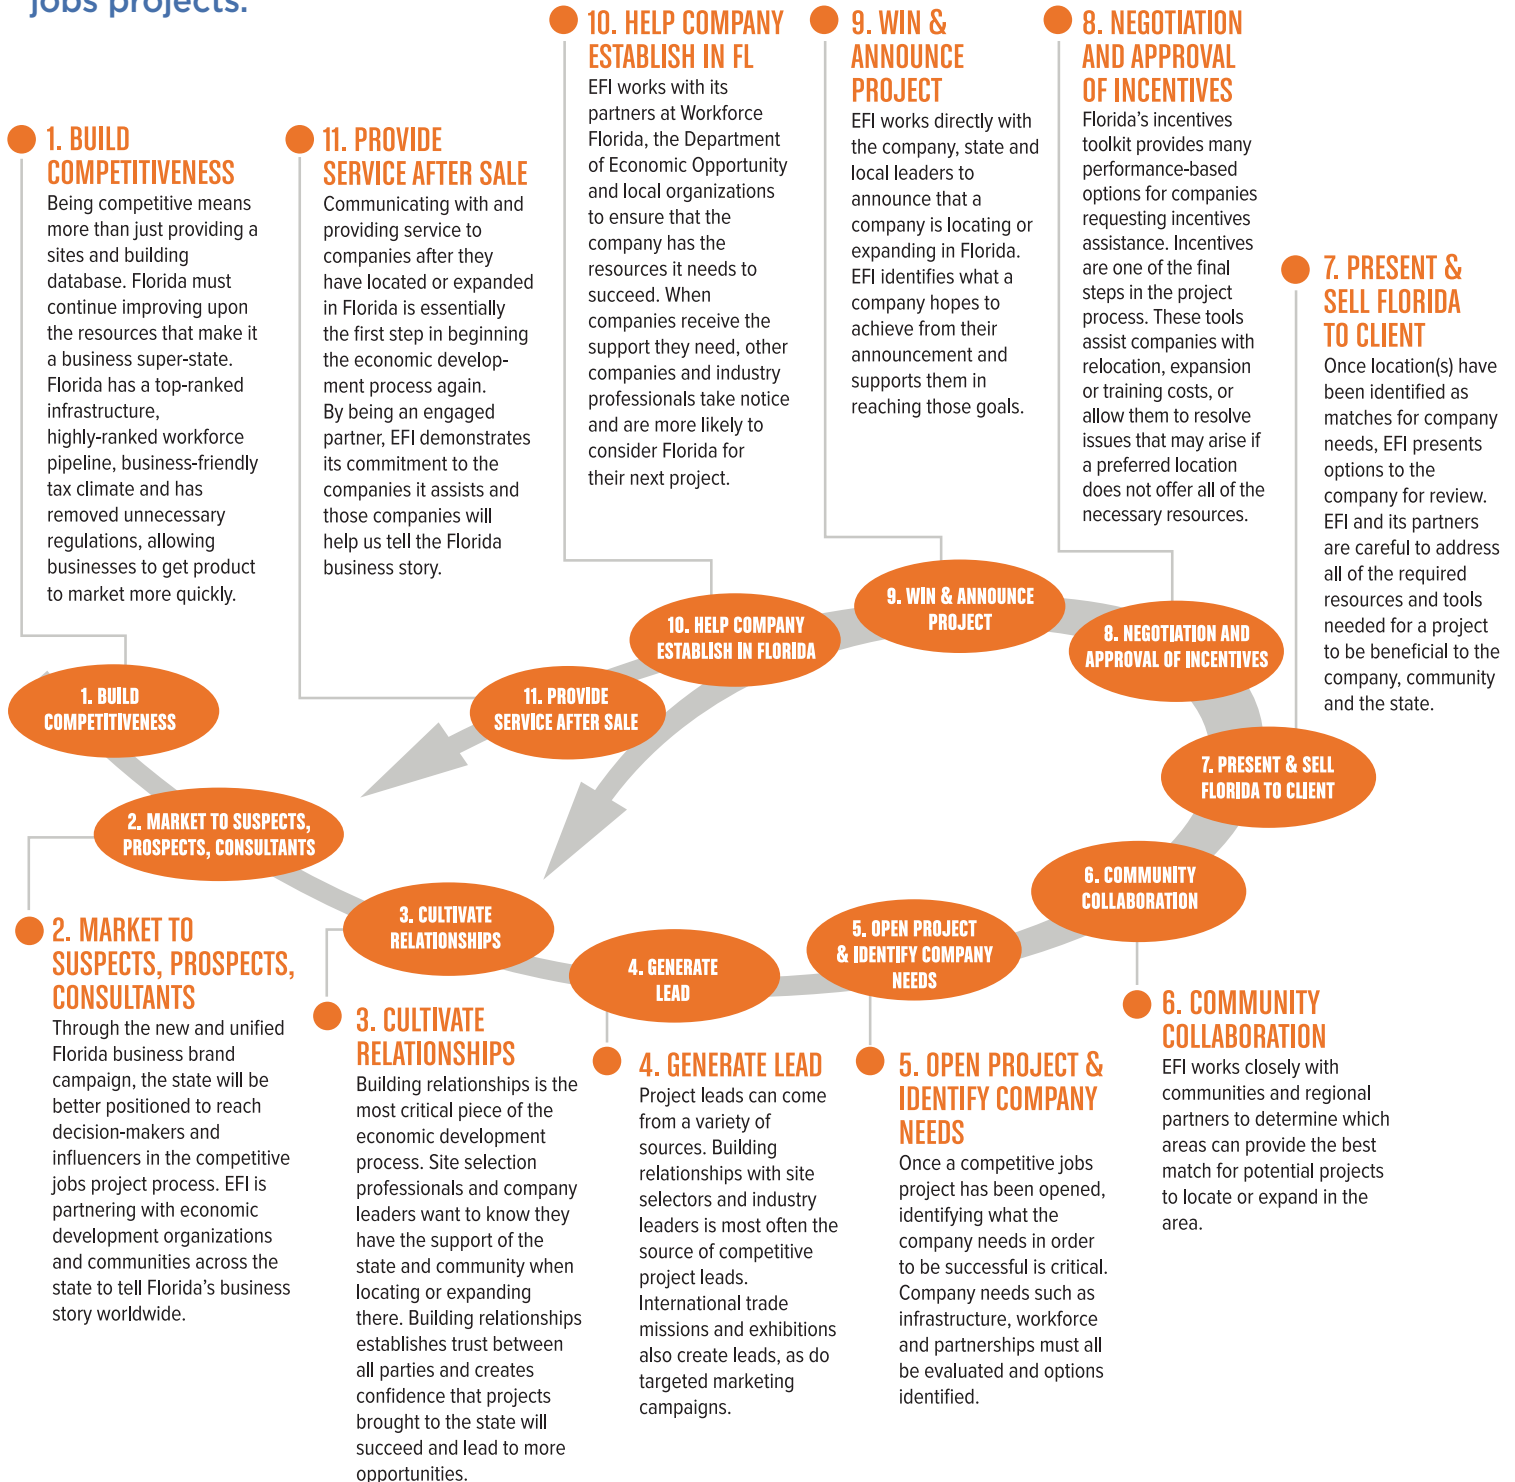 jobs projects.
1. BUILD
COMPETITIVENESS
Being competitive means
more than just providing a
sites and building
database. Florida must
continue improving upon
the resources that make it
a business super-state.
Florida has a top-ranked
infrastructure,
highly-ranked workforce
pipeline, business-friendly
tax climate and has
removed unnecessary
regulations, allowing
businesses to get product
to market more quickly.
11. PROVIDE
SERVICE AFTER SALE
Communicating with and
providing service to
companies after they
have located or expanded
in Florida is essentially
the first step in beginning
the economic develop-
ment process again.
By being an engaged
partner, EFI demonstrates
its commitment to the
companies it assists and
those companies will
help us tell the Florida
business story.
10. HELP COMPANY
ESTABLISH IN FL
EFI works with its
partners at Workforce
Florida, the Department
of Economic Opportunity
and local organizations
to ensure that the
company has the
resources it needs to
succeed. When
companies receive the
support they need, other
companies and industry
professionals take notice
and are more likely to
consider Florida for
their next project.
9. WIN &
ANNOUNCE
PROJECT
EFI works directly with
the company, state and
local leaders to
announce that a
company is locating or
expanding in Florida.
EFI identifies what a
company hopes to
achieve from their
announcement and
supports them in
reaching those goals.
8. NEGOTIATION
AND APPROVAL
OF INCENTIVES
Florida's incentives
toolkit provides many
performance-based
options for companies
requesting incentives
assistance. Incentives
are one of the final
steps in the project
process. These tools
assist companies with
relocation, expansion
or training costs, or
allow them to resolve
issues that may arise if
a preferred location
does not offer all of the
necessary resources.
7. PRESENT &
SELL FLORIDA
TO CLIENT
Once location(s) have
been identified as
matches for company
needs, EFI presents
options to the
company for review.
EFI and its partners
are careful to address
all of the required
resources and tools
needed for a project
to be beneficial to the
company, community
and the state.
1. BUILD
COMPETITIVENESS
2. MARKET TO SUSPECTS,
PROSPECTS, CONSULTANTS
3. CULTIVATE
RELATIONSHIPS
4. GENERATE
LEAD
5. OPEN PROJECT
& IDENTIFY COMPANY
NEEDS
6. COMMUNITY
COLLABORATION
7. PRESENT & SELL
FLORIDA TO CLIENT
8. NEGOTIATION AND
APPROVAL OF INCENTIVES
9. WIN & ANNOUNCE
PROJECT
10. HELP COMPANY
ESTABLISH IN FLORIDA
11. PROVIDE
SERVICE AFTER SALE
2. MARKET TO
SUSPECTS, PROSPECTS,
CONSULTANTS
Through the new and unified
Florida business brand
campaign, the state will be
better positioned to reach
decision-makers and
influencers in the competitive
jobs project process. EFI is
partnering with economic
development organizations
and communities across the
state to tell Florida's business
story worldwide.
3. CULTIVATE
RELATIONSHIPS
Building relationships is the
most critical piece of the
economic development
process. Site selection
professionals and company
leaders want to know they
have the support of the
state and community when
locating or expanding
there. Building relationships
establishes trust between
all parties and creates
confidence that projects
brought to the state will
succeed and lead to more
opportunities.
4. GENERATE LEAD
Project leads can come
from a variety of
sources. Building
relationships with site
selectors and industry
leaders is most often the
source of competitive
project leads.
International trade
missions and exhibitions
also create leads, as do
targeted marketing
campaigns.
5. OPEN PROJECT &
IDENTIFY COMPANY
NEEDS
Once a competitive jobs
project has been opened,
identifying what the
company needs in order
to be successful is critical.
Company needs such as
infrastructure, workforce
and partnerships must all
be evaluated and options
identified.
6. COMMUNITY
COLLABORATION
EFI works closely with
communities and regional
partners to determine which
areas can provide the best
match for potential projects
to locate or expand in the
area.